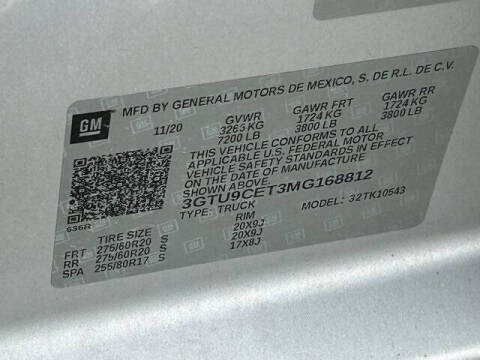 GM
MFD BY GENERAL MOTORS DE MEXICO, S. DE R.L. DE C.V.
11/20 GVWR GAWR FRT GAWR RR
3265 KG 1724 KG 1724 KG
7200 LB 3800 LB 3800 LB
THIS VEHICLE CONFORMS TO ALL
APPLICABLE U.S. FEDERAL MOTOR
VEHICLE SAFETY STANDARDS IN EFFECT
ON THE DATE OF MANUFACTURE
SHOWN ABOVE.
3GTU9CET3MG168812
TYPE: TRUCK MODEL: 32TK10543
636R
TIRE SIZE RIM
FRT 275/60R20 S 20X9J
RR 275/60R20 S 20X9J
SPA 255/80R17 S 17X8J